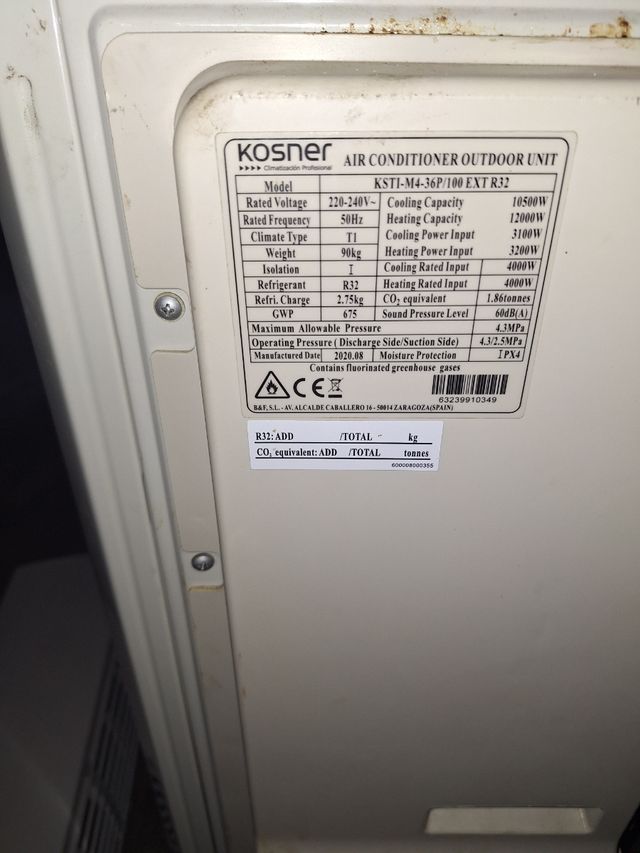 KOSNER
Climatización Profesional
AIR CONDITIONER OUTDOOR UNIT
Model KSTI-M4-36P/100 EXT R32
Rated Voltage 220-240V~ Cooling Capacity 10500W
Rated Frequency 50Hz Heating Capacity 12000W
Climate Type T1 Cooling Power Input 3100W
Weight 90kg Heating Power Input 3200W
Isolation I Cooling Rated Input 4000W
Refrigerant R32 Heating Rated Input 4000W
Refri. Charge 2.75kg CO₂ equivalent 1.86tonnes
GWP 675 Sound Pressure Level 60dB(A)
Maximum Allowable Pressure 4.3MPa
Operating Pressure ( Discharge Side/Suction Side) 4.3/2.5MPa
Manufactured Date 2020.08 Moisture Protection IPX4
Contains fluorinated greenhouse gases
CE
63239910349
B&F, S.L. - AV. ALCALDE CABALLERO 16 - 50014 ZARAGOZA(SPAIN)
R32: ADD /TOTAL kg
CO₂ equivalent: ADD /TOTAL tonnes
600008000355